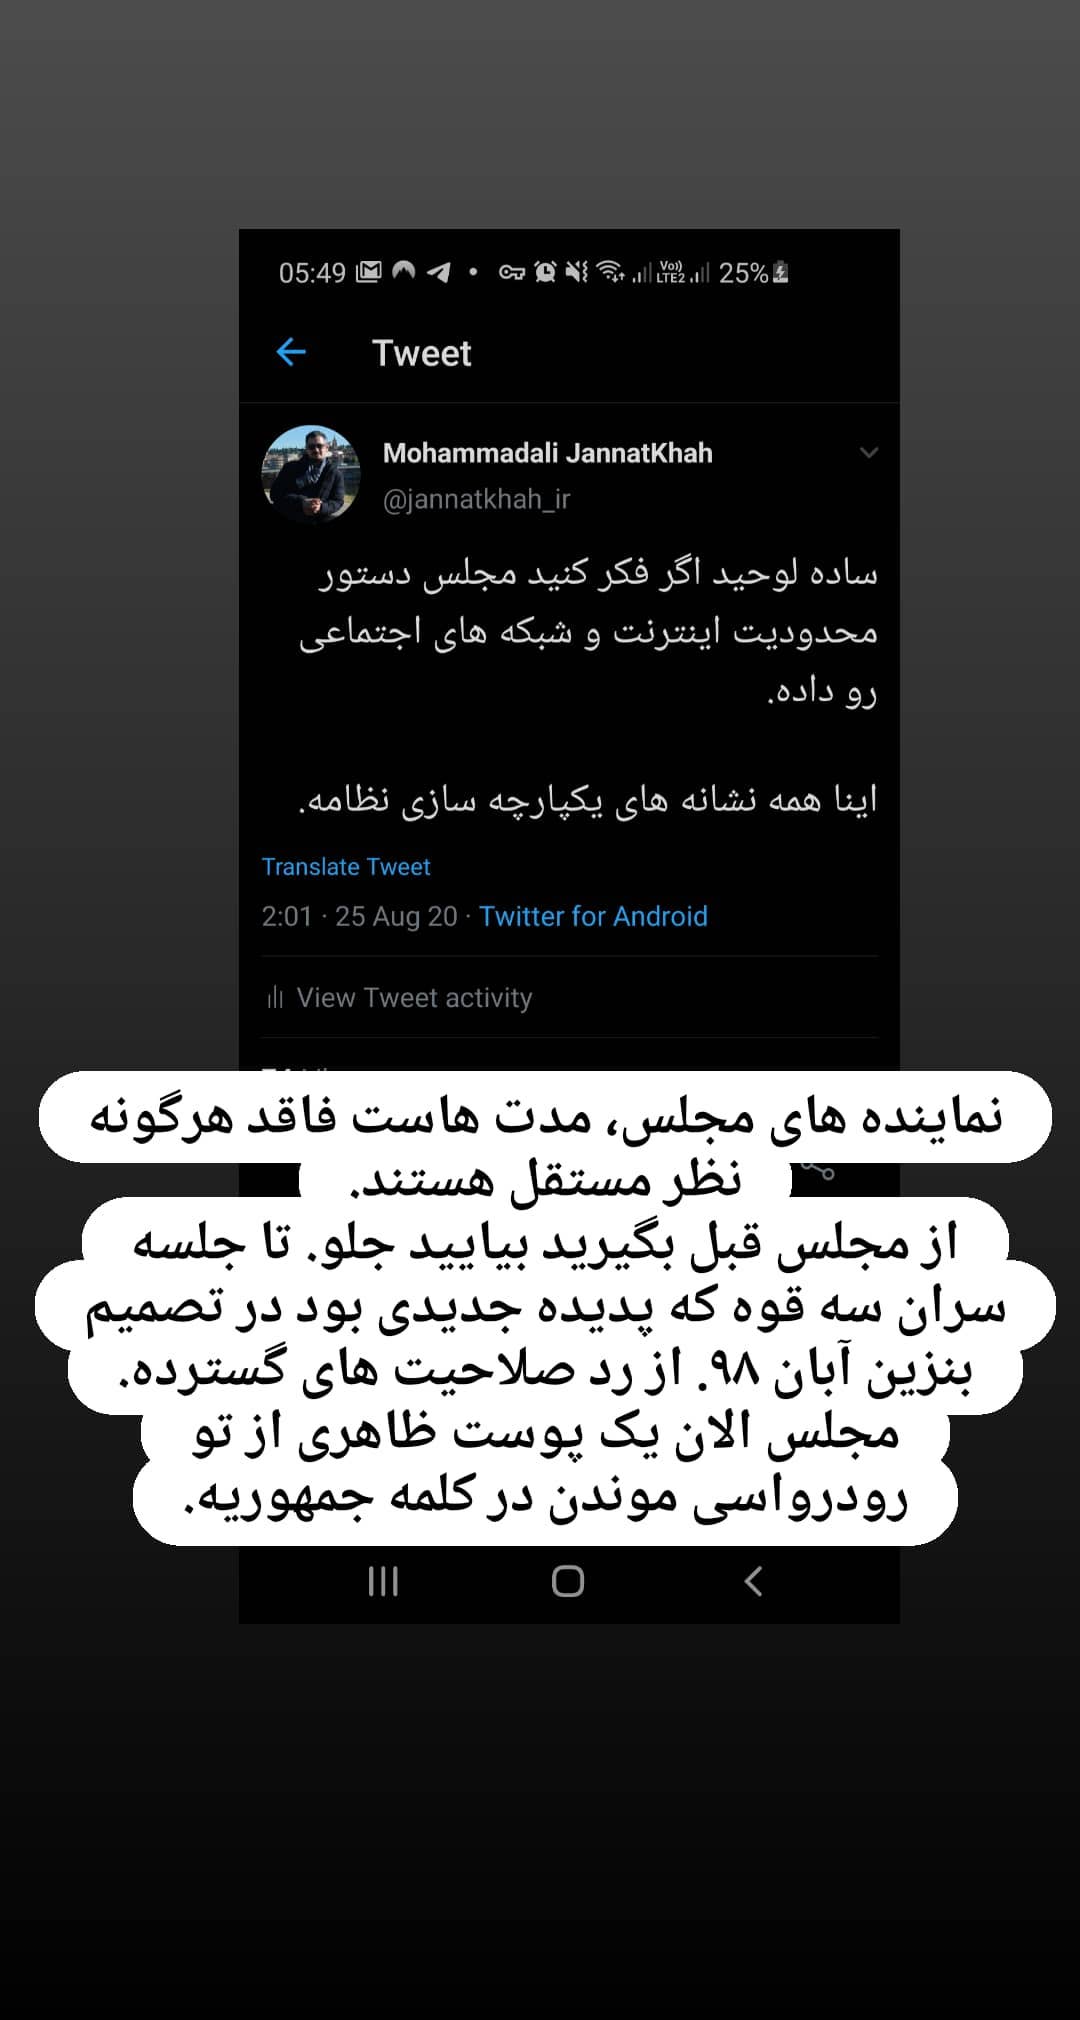 05:49
Vo))
LTE2
25%
Tweet
Mohammadali JannatKhah
@jannatkhah_ir
ساده لوحید اگر فکر کنید مجلس دستور
محدودیت اینترنت و شبکه های اجتماعی
رو داده.
اینا همه نشانه های یکپارچه سازی نظامه.
Translate Tweet
2:01 · 25 Aug 20 · Twitter for Android
View Tweet activity
نماینده های مجلس، مدت هاست فاقد هرگونه
نظر مستقل هستند.
از مجلس قبل بگیرید بیایید جلو. تا جلسه
سران سه قوه که پدیده جدیدی بود در تصمیم
بنزین آبان ۹۸. از رد صلاحیت های گسترده.
مجلس الان یک پوست ظاهری از تو
رودرواسی موندن در کلمه جمهوریه.